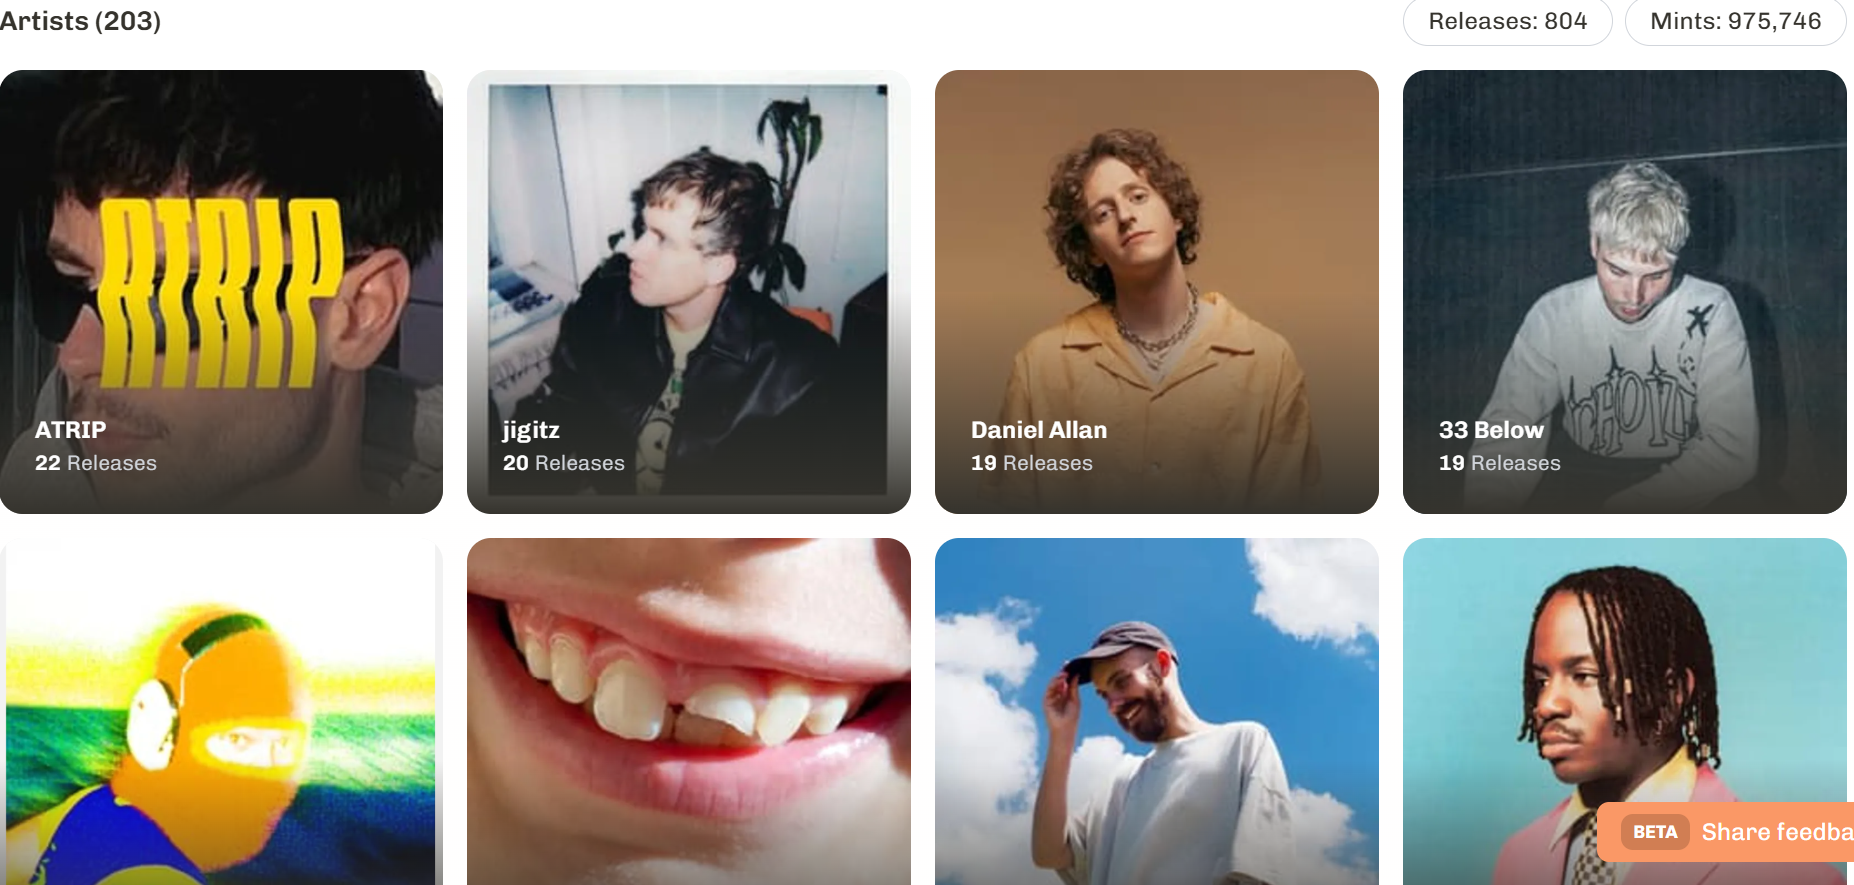 Artists (203)
Releases: 804
Mints: 975,746
ATRIP
ATRIP
22 Releases
jigitz
20 Releases
Daniel Allan
19 Releases
33 Below
19 Releases
BETA Share feedba